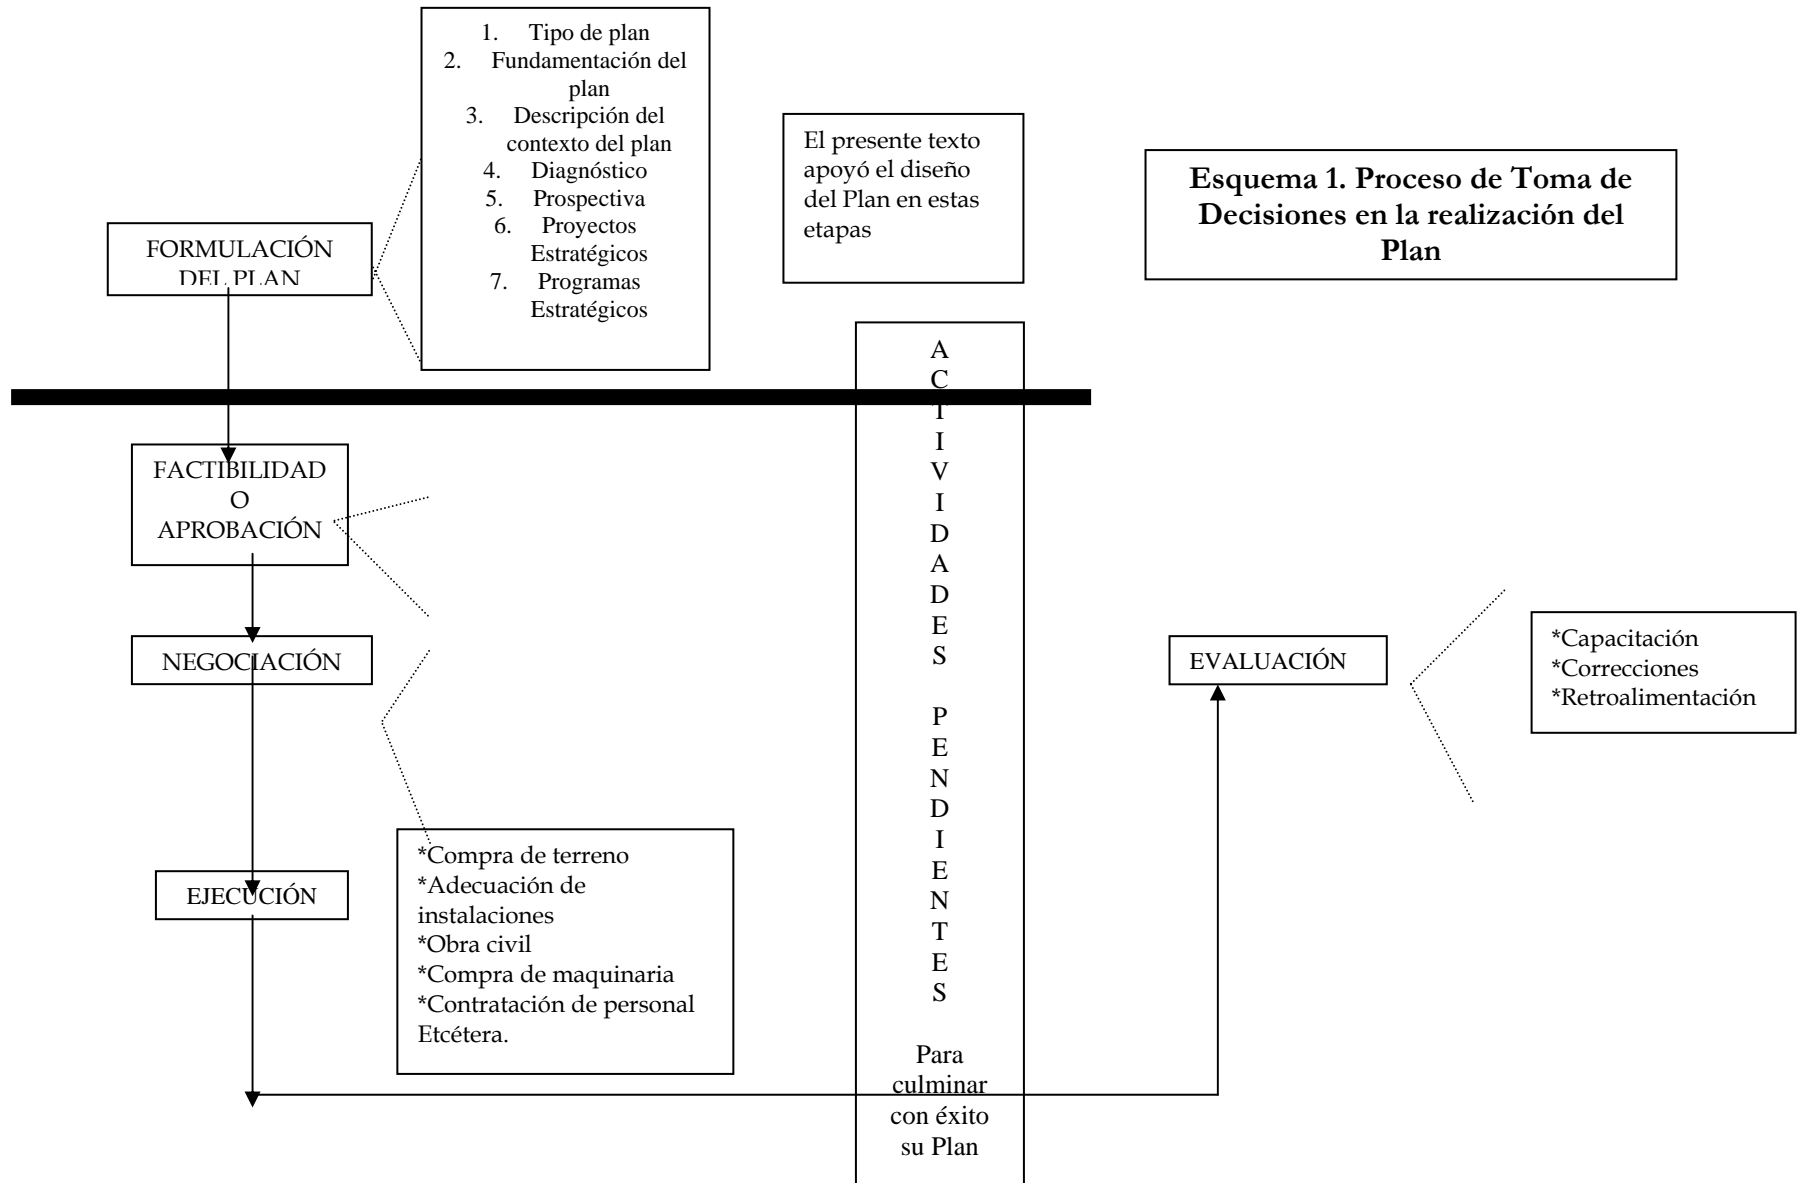 1. Tipo de plan
2. Fundamentación del
plan
3. Descripción del
contexto del plan
4. Diagnóstico
5. Prospectiva
6. Proyectos
Estratégicos
7. Programas
Estratégicos
El presente texto
apoyó el diseño
del Plan en estas
etapas
Esquema 1. Proceso de Toma de
Decisiones en la realización del
Plan
FORMULACIÓN
DEL PLAN
A
C
T
I
V
I
D
A
D
E
S
P
E
N
D
I
E
N
T
E
S
Para
culminar
con éxito
su Plan
FACTIBILIDAD
O
APROBACIÓN
NEGOCIACIÓN
EJECUCIÓN
*Compra de terreno
*Adecuación de
instalaciones
*Obra civil
*Compra de maquinaria
*Contratación de personal
Etcétera.
EVALUACIÓN
*Capacitación
*Correcciones
*Retroalimentación